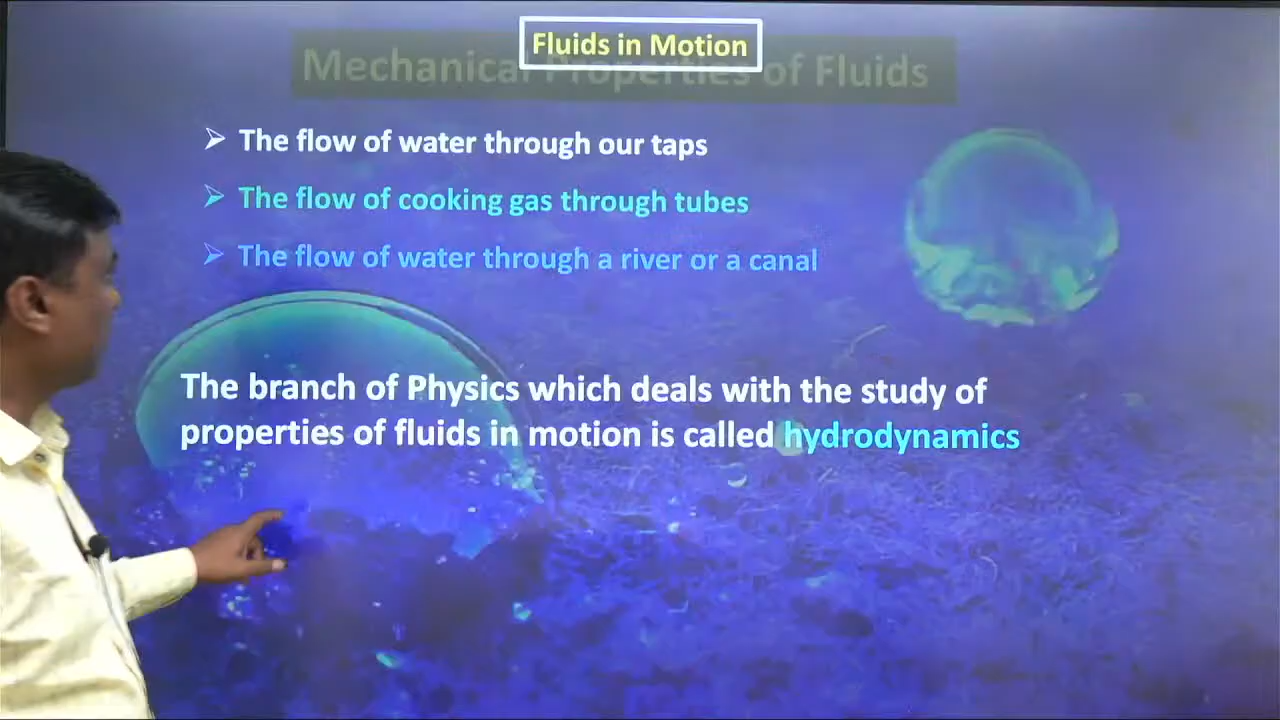 Fluids in Motion
Mechanical Properties of Fluids
The flow of water through our taps
The flow of cooking gas through tubes
The flow of water through a river or a canal
The branch of Physics which deals with the study of
properties of fluids in motion is called hydrodynamics